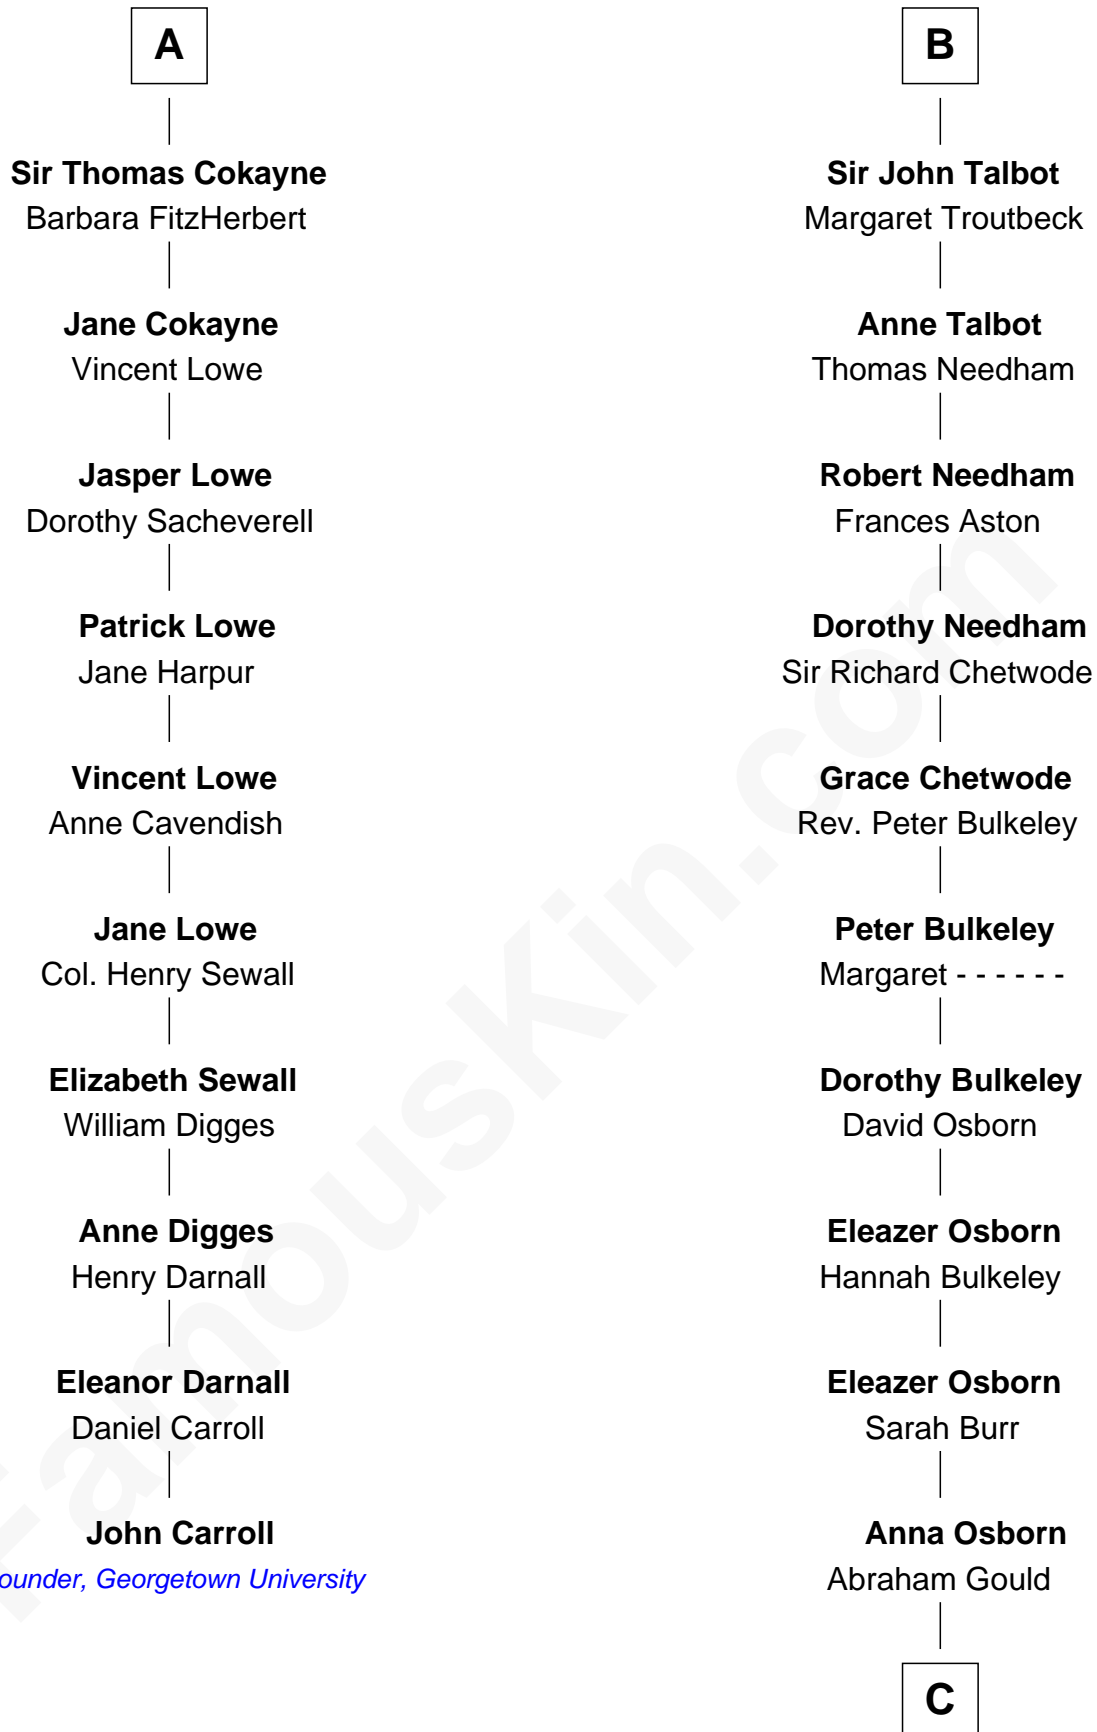 A
Sir Thomas Cokayne
Barbara FitzHerbert
Jane Cokayne
Vincent Lowe
Jasper Lowe
Dorothy Sacheverell
Patrick Lowe
Jane Harpur
Vincent Lowe
Anne Cavendish
Jane Lowe
Col. Henry Sewall
Elizabeth Sewall
William Digges
Anne Digges
Henry Darnall
Eleanor Darnall
Daniel Carroll
John Carroll
ounder, Georgetown University
B
Sir John Talbot
Margaret Troutbeck
Anne Talbot
Thomas Needham
Robert Needham
Frances Aston
Dorothy Needham
Sir Richard Chetwode
Grace Chetwode
Rev. Peter Bulkeley
Peter Bulkeley
Margaret - - - - - -
Dorothy Bulkeley
David Osborn
Eleazer Osborn
Hannah Bulkeley
Eleazer Osborn
Sarah Burr
Anna Osborn
Abraham Gould
C
FamousKin.com